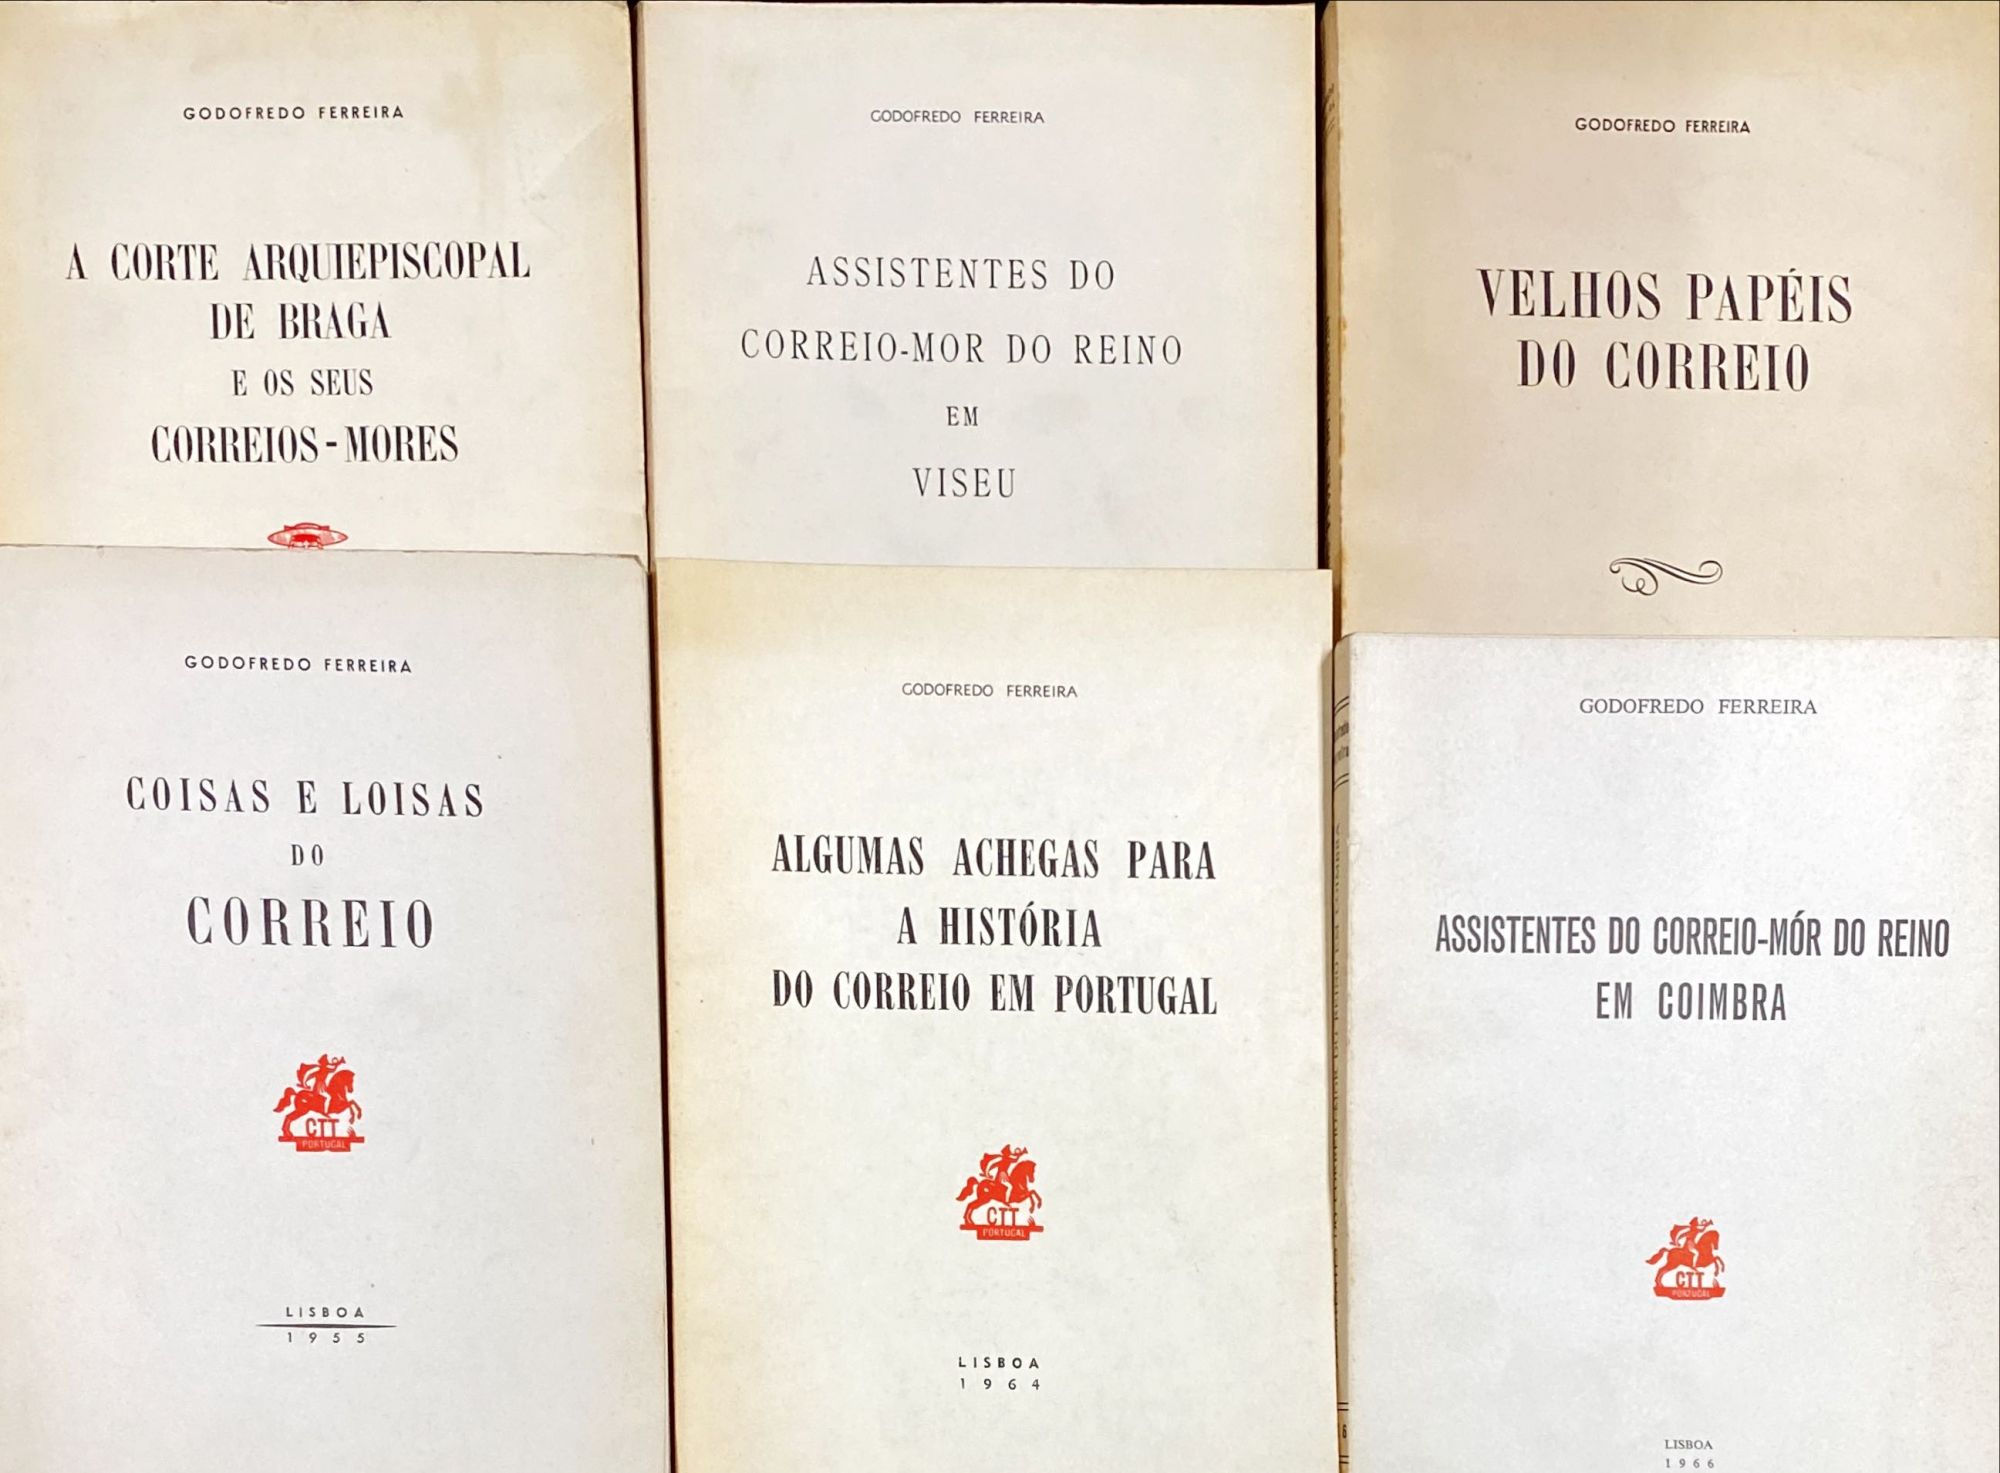 GODOFREDO FERREIRA
A CORTE ARQUIEPISCOPAL
DE BRAGA
E OS SEUS
CORREIOS-MORES
GODOFREDO FERREIRA
ASSISTENTES DO
CORREIO-MOR DO REINO
EM
VISEU
GODOFREDO FERREIRA
VELHOS PAPÉIS
DO CORREIO
GODOFREDO FERREIRA
COISAS E LOISAS
DO
CORREIO
CTT
PORTUGAL
LISBOA
1955
GODOFREDO FERREIRA
ALGUMAS ACHEGAS PARA
A HISTÓRIA
DO CORREIO EM PORTUGAL
CTT
PORTUGAL
LISBOA
1964
GODOFREDO FERREIRA
ASSISTENTES DO CORREIO-MÓR DO REINO
EM COIMBRA
CTT
PORTUGAL
LISBOA
1966